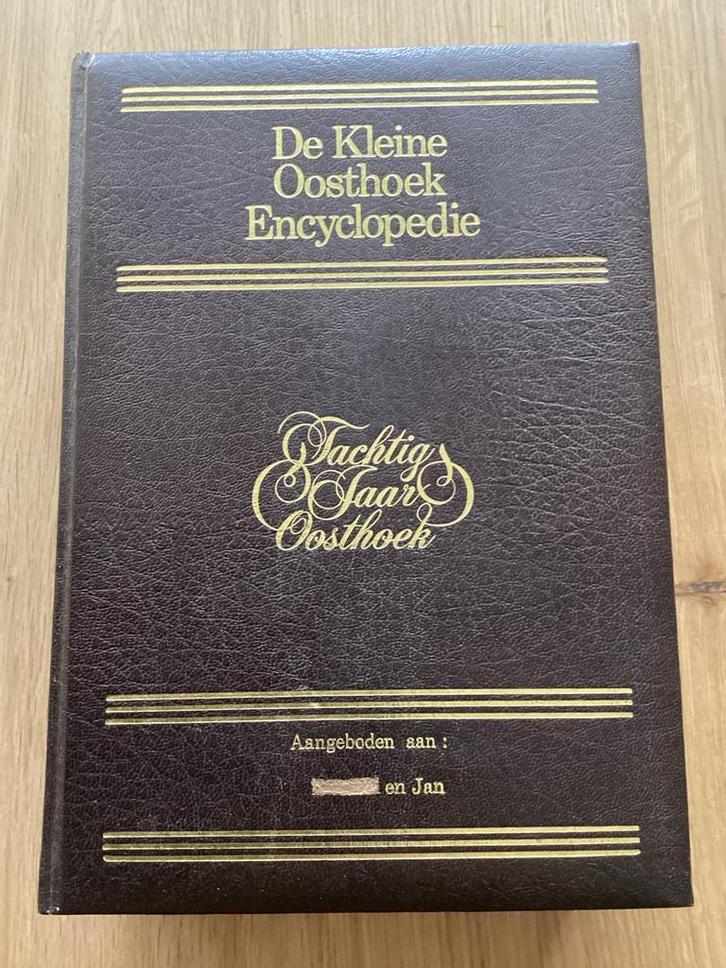 De Kleine
Oosthoek
Encyclopedie
Tachtig
Jaar
Oosthoek
Aangeboden aan :
en Jan